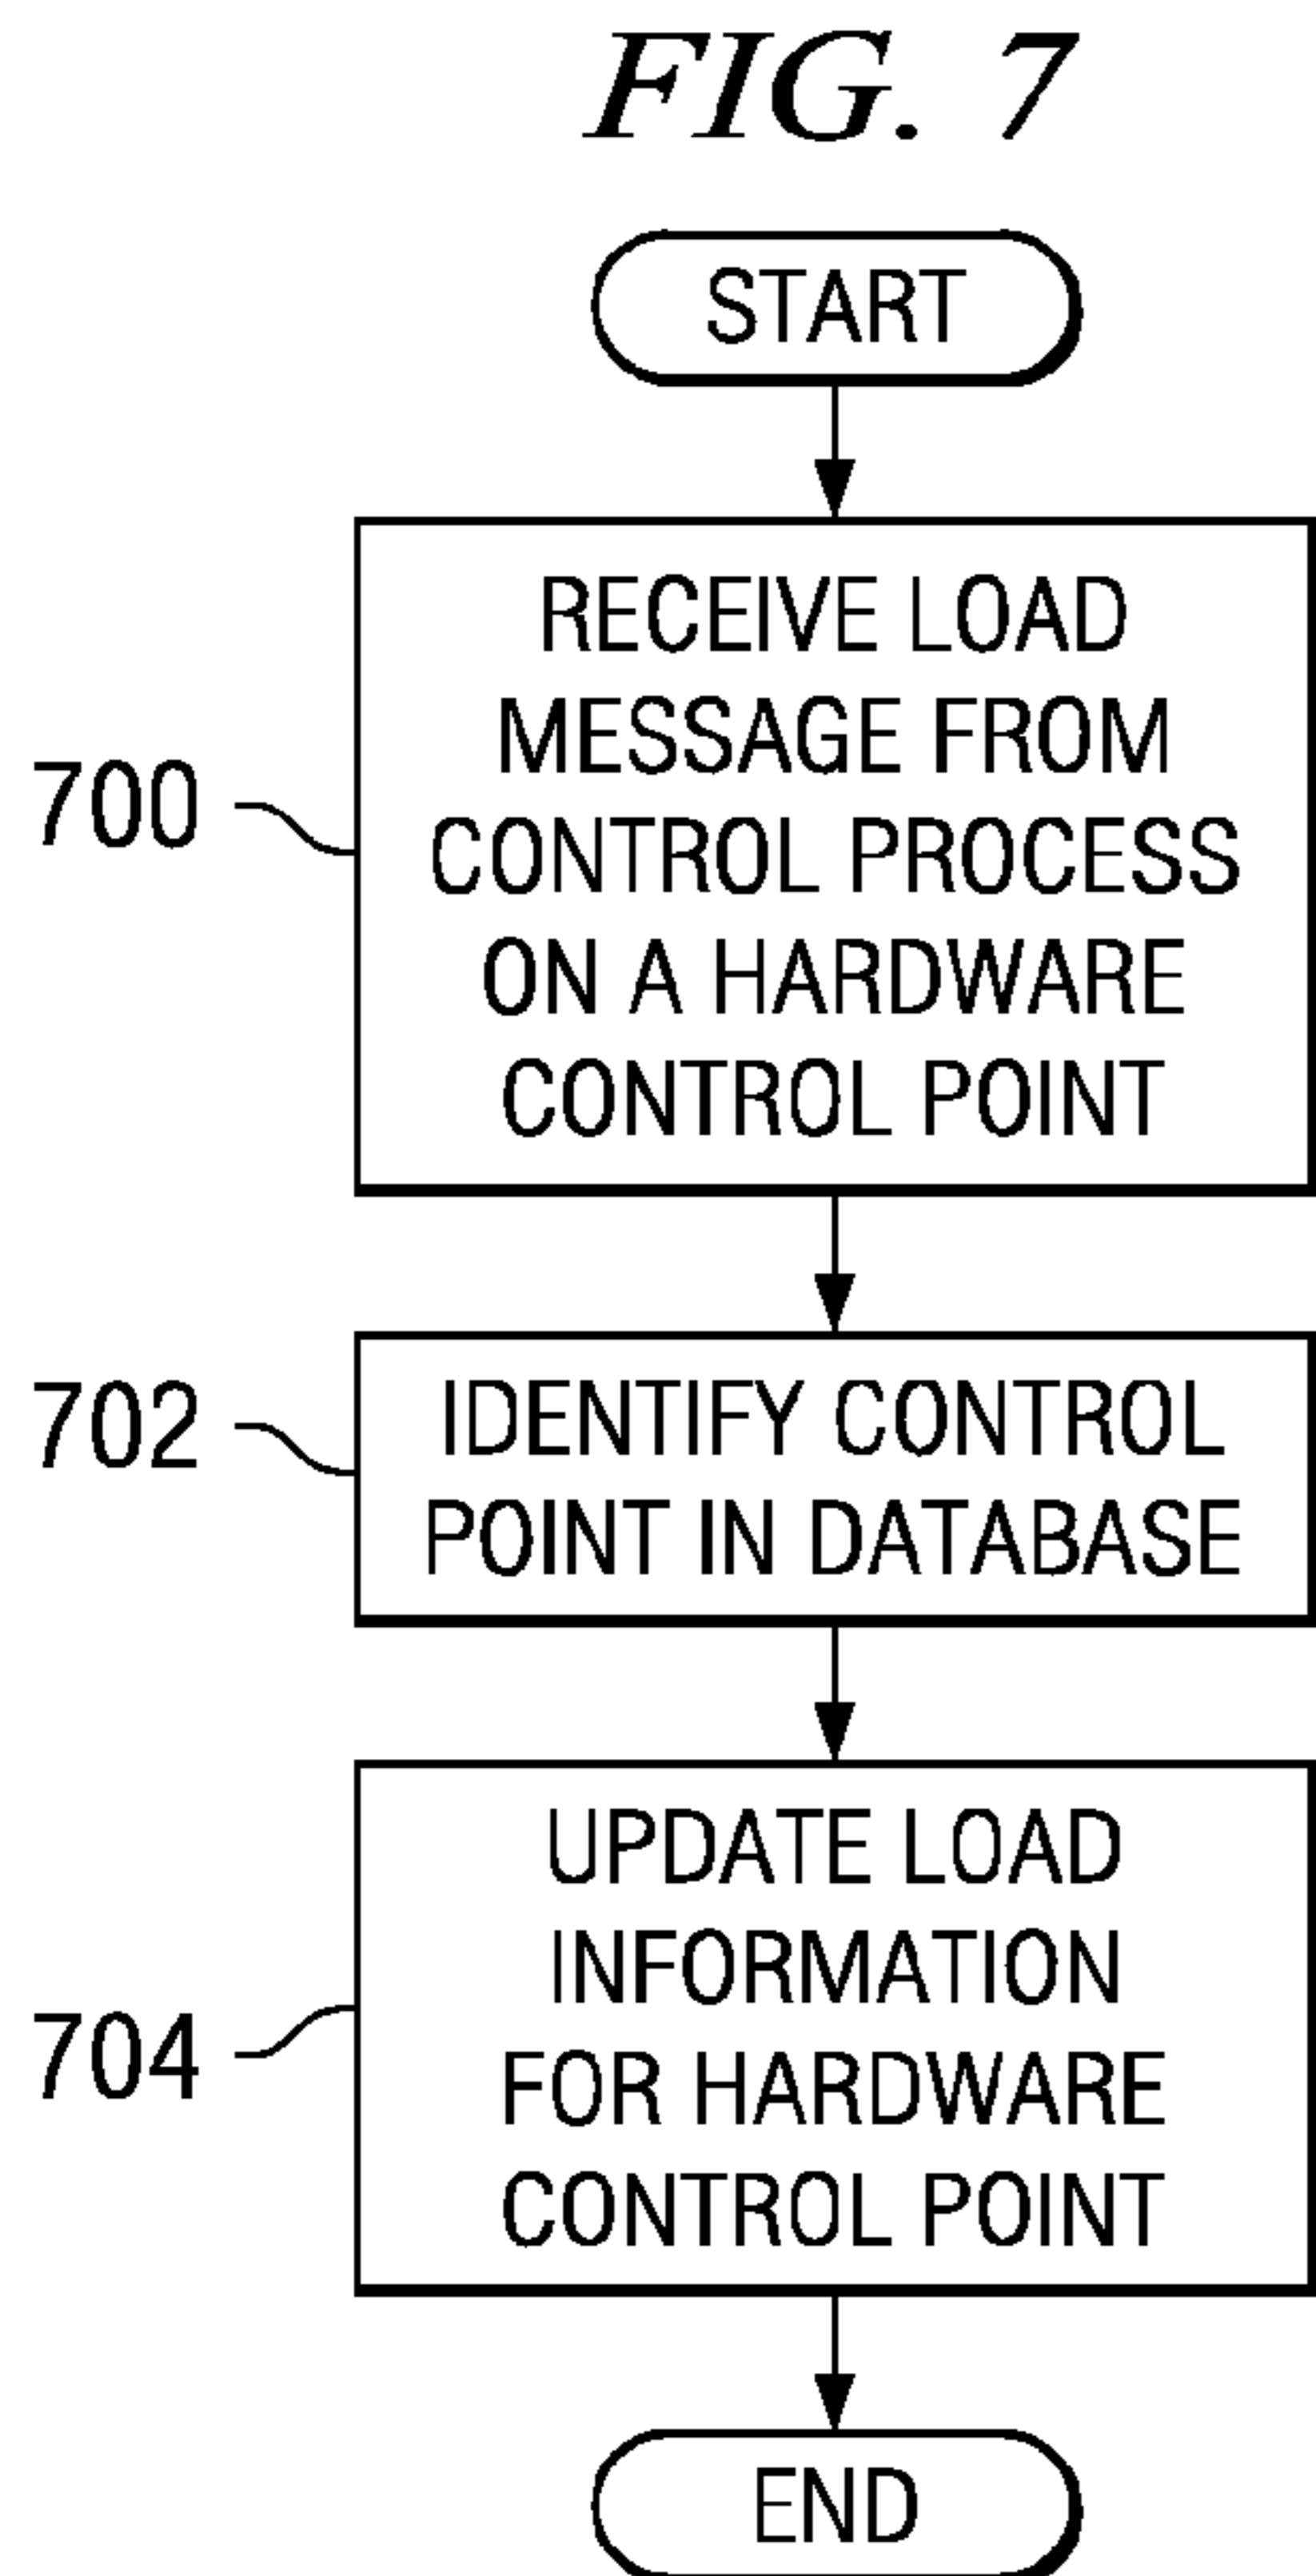 FIG. 7
START
700
RECEIVE LOAD
MESSAGE FROM
CONTROL PROCESS
ON A HARDWARE
CONTROL POINT
702
IDENTIFY CONTROL
POINT IN DATABASE
704
UPDATE LOAD
INFORMATION
FOR HARDWARE
CONTROL POINT
END